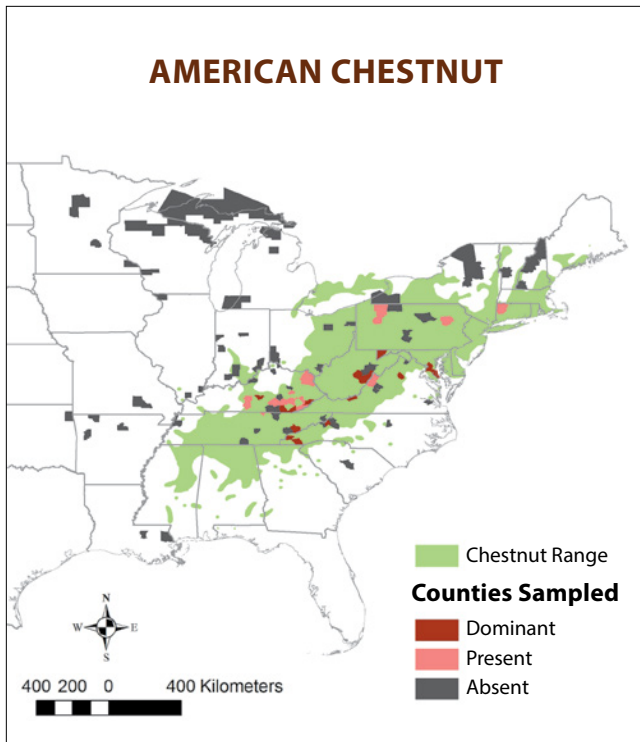 AMERICAN CHESTNUT
Chestnut Range
Counties Sampled
Dominant
Present
Absent
N
W E
S
400 200 0 400 Kilometers